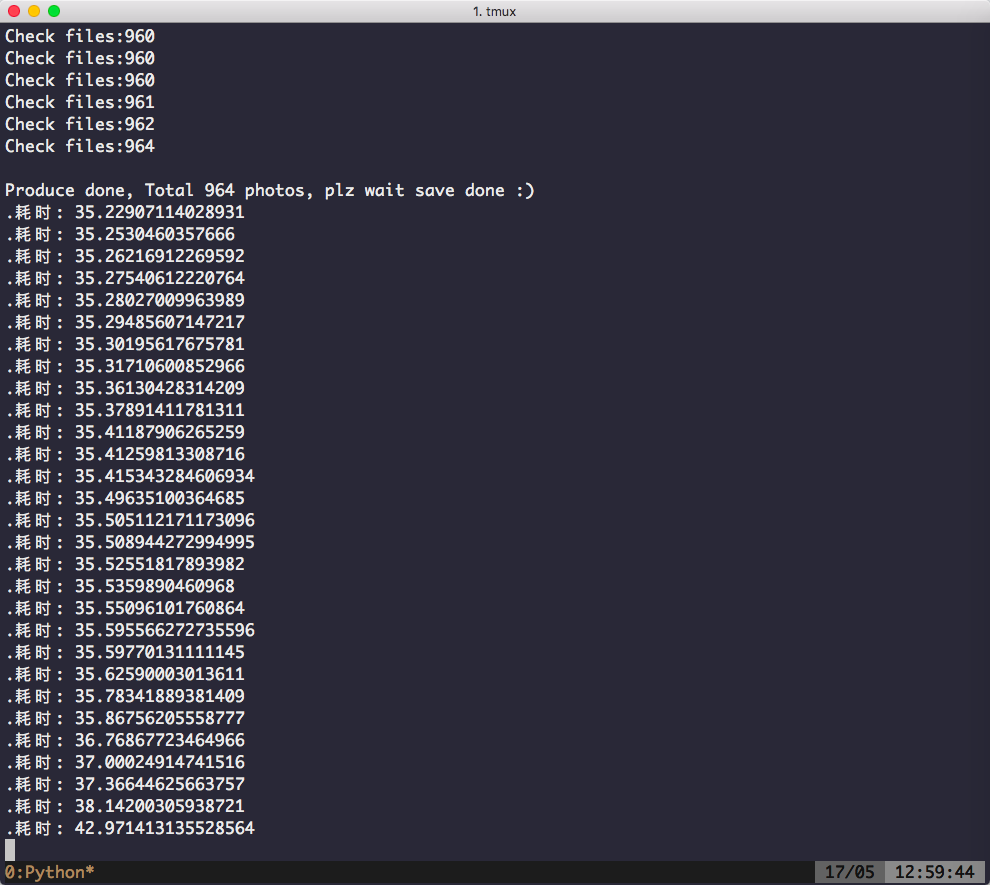 1. tmux
Check files:960
Check files:960
Check files:960
Check files:961
Check files:962
Check files:964
Produce done, Total 964 photos, plz wait save done :)
.耗时: 35.22907114028931
.耗时: 35.2530460357666
.耗时: 35.26216912269592
.耗时: 35.27540612220764
.耗时: 35.28027009963989
.耗时: 35.29485607147217
.耗时: 35.30195617675781
.耗时: 35.31710600852966
.耗时: 35.36130428314209
.耗时: 35.37891411781311
.耗时: 35.41187906265259
.耗时: 35.41259813308716
.耗时: 35.415343284606934
.耗时: 35.49635100364685
.耗时: 35.505112171173096
.耗时: 35.508944272994995
.耗时: 35.52551817893982
.耗时: 35.5359890460968
.耗时: 35.55096101760864
.耗时: 35.595566272735596
.耗时: 35.59770131111145
.耗时: 35.62590003013611
.耗时: 35.78341889381409
.耗时: 35.86756205558777
.耗时: 36.76867723464966
.耗时: 37.00024914741516
.耗时: 37.36644625663757
.耗时: 38.14200305938721
.耗时: 42.971413135528564
0:Python* 17/05 12:59:44